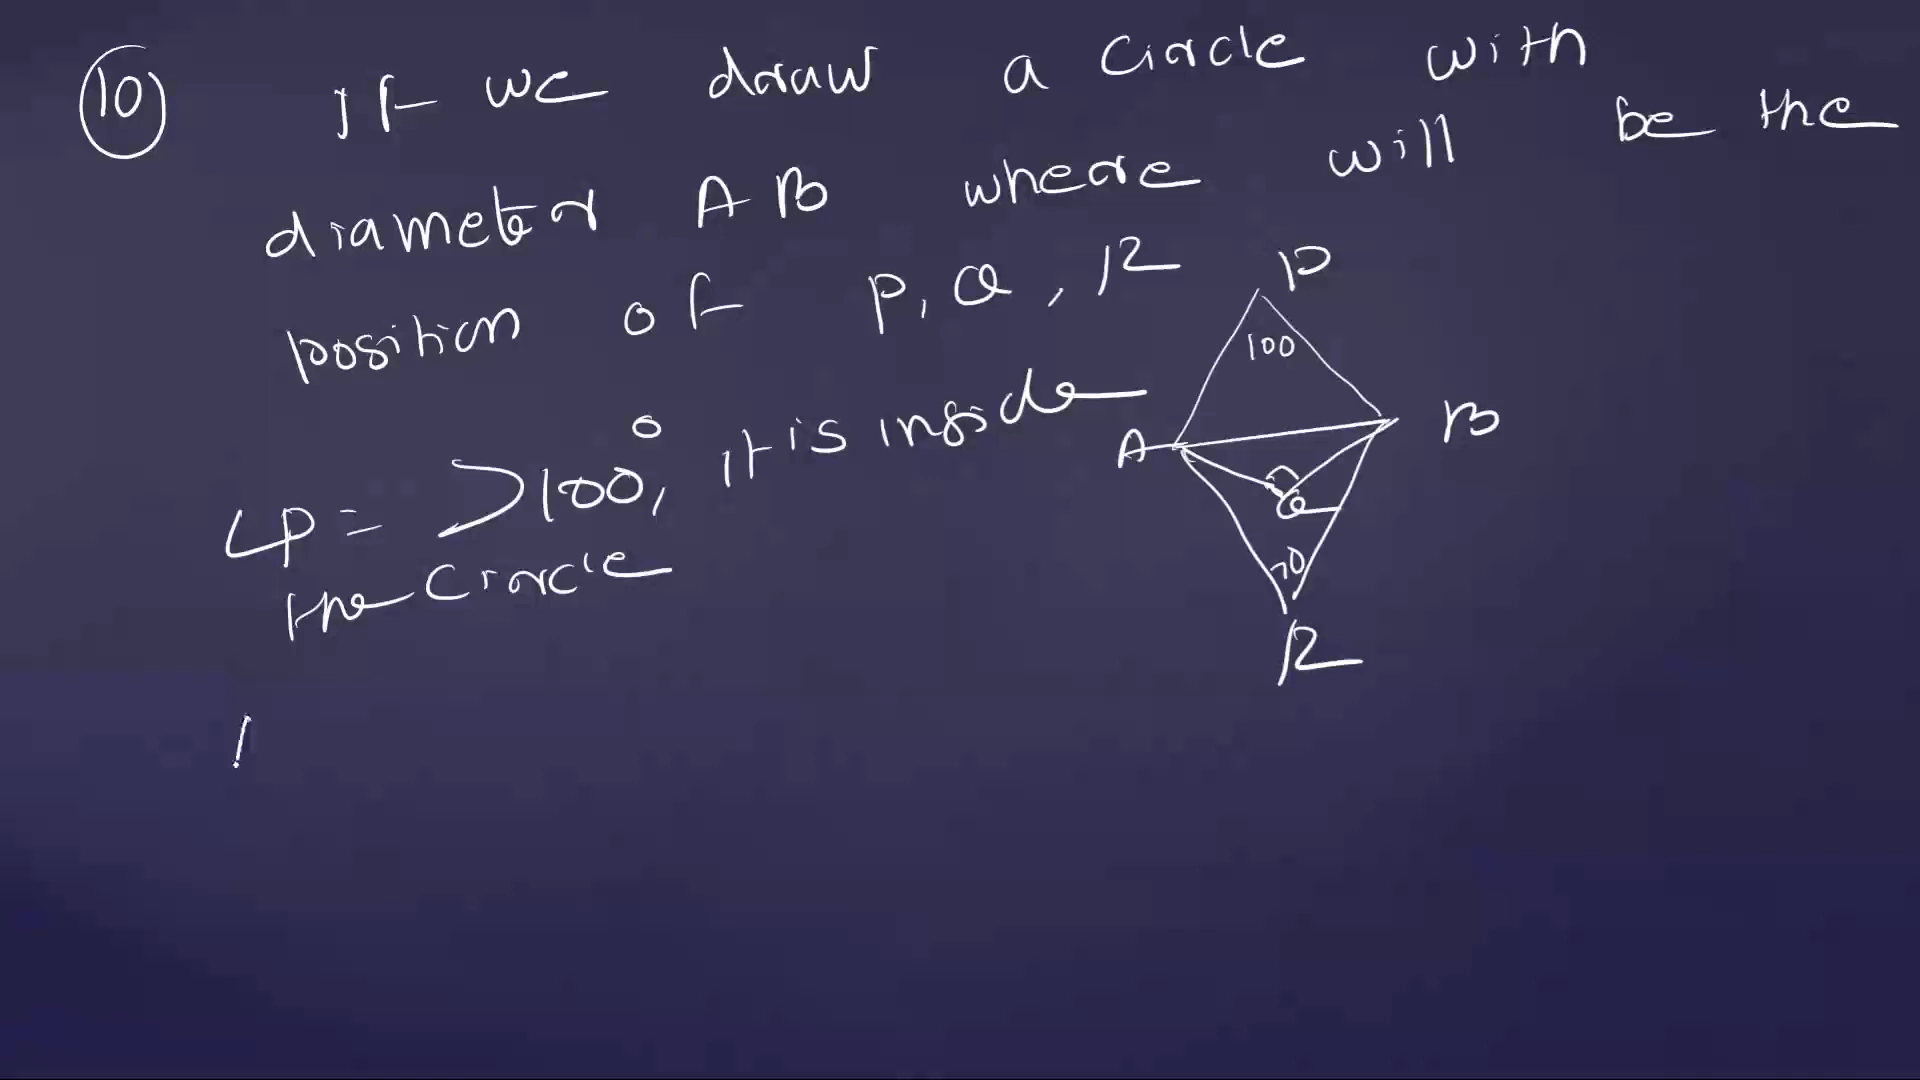 10 If we draw a circle with
diameter AB where will be the
position of P, Q, R
∠P = >100°, it is inside
the circle
P
100
A
B
Q
70
R